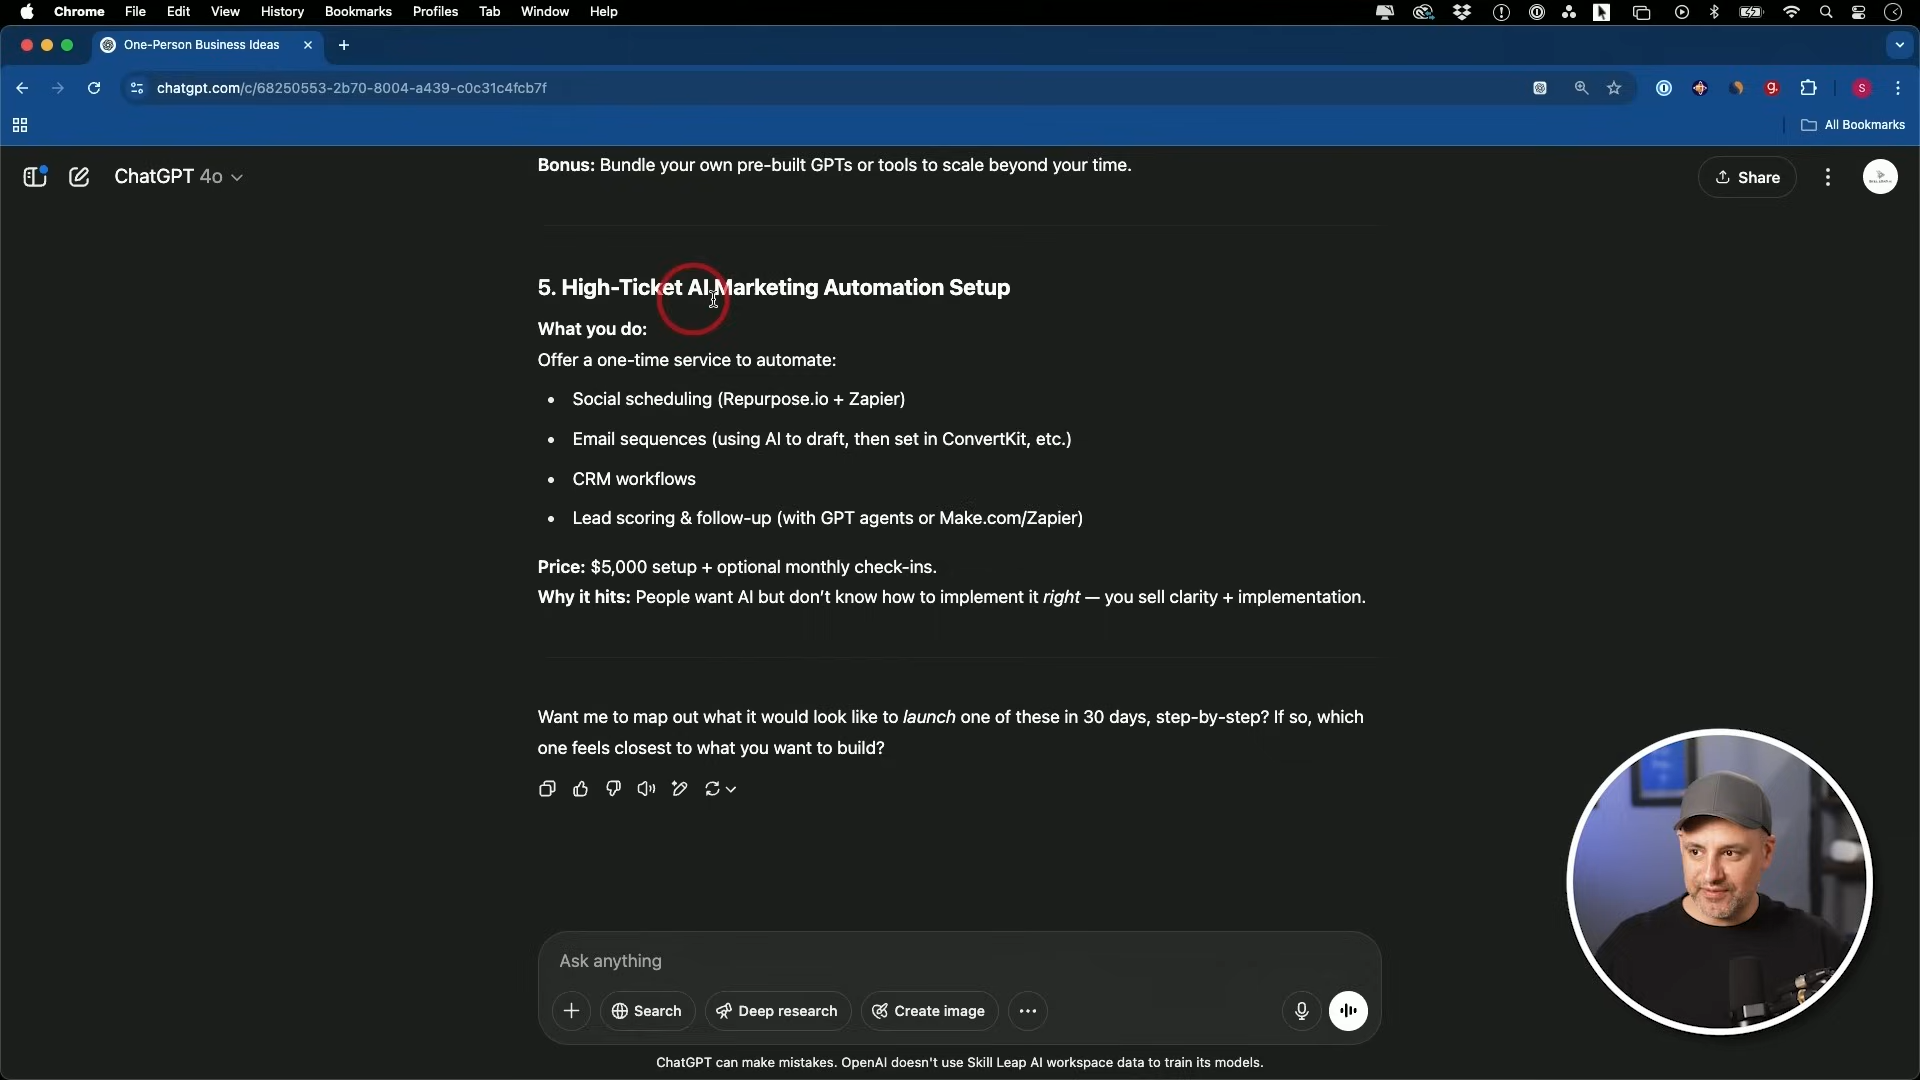 Chrome File Edit View History Bookmarks Profiles Tab Window Help
One-Person Business Ideas
chatgpt.com/c/68250553-2b70-8004-a439-c0c31c4fcb7f
All Bookmarks
ChatGPT 4o
Share
Bonus: Bundle your own pre-built GPTs or tools to scale beyond your time.
5. High-Ticket AI Marketing Automation Setup
What you do:
Offer a one-time service to automate:
• Social scheduling (Repurpose.io + Zapier)
• Email sequences (using AI to draft, then set in ConvertKit, etc.)
• CRM workflows
• Lead scoring & follow-up (with GPT agents or Make.com/Zapier)
Price: $5,000 setup + optional monthly check-ins.
Why it hits: People want AI but don't know how to implement it right — you sell clarity + implementation.
Want me to map out what it would look like to launch one of these in 30 days, step-by-step? If so, which
one feels closest to what you want to build?
Ask anything
Search Deep research Create image
ChatGPT can make mistakes. OpenAI doesn't use Skill Leap AI workspace data to train its models.